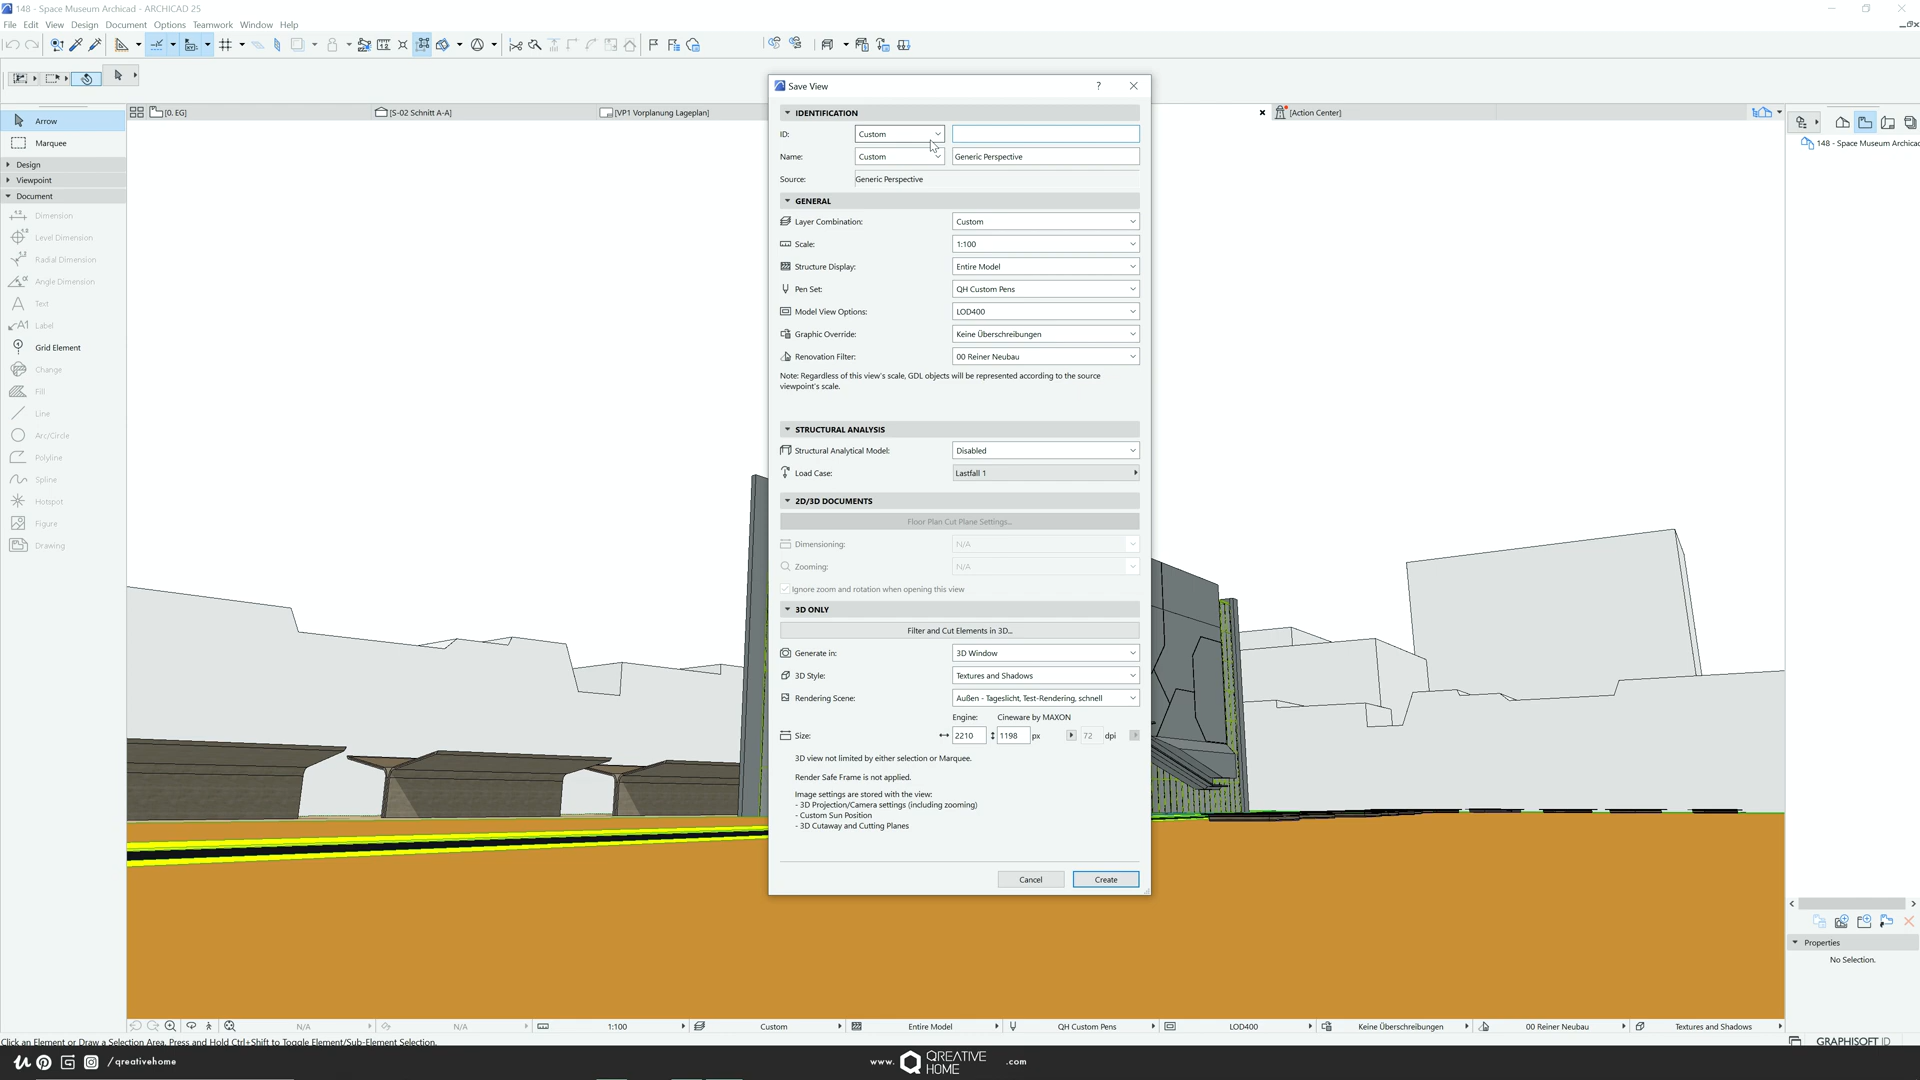 148 - Space Museum Archicad - ARCHICAD 25
File Edit View Design Document Options Teamwork Window Help
[0. EG]
[S-02 Schnitt A-A]
[VP1 Vorplanung Lageplan]
[Action Center]
Arrow
Marquee
Design
Viewpoint
Document
Dimension
Level Dimension
Radial Dimension
Angle Dimension
Text
Label
Grid Element
Change
Fill
Line
Arc/Circle
Polyline
Spline
Hotspot
Figure
Drawing
Save View
?
IDENTIFICATION
ID: Custom
Name: Custom Generic Perspective
Source: Generic Perspective
GENERAL
Layer Combination: Custom
Scale: 1:100
Structure Display: Entire Model
Pen Set: QH Custom Pens
Model View Options: LOD400
Graphic Override: Keine Überschreibungen
Renovation Filter: 00 Reiner Neubau
Note: Regardless of this view's scale, GDL objects will be represented according to the source
viewpoint's scale.
STRUCTURAL ANALYSIS
Structural Analytical Model: Disabled
Load Case: Lastfall 1
2D/3D DOCUMENTS
Floor Plan Cut Plane Settings...
Dimensioning: N/A
Zooming: N/A
Ignore zoom and rotation when opening this view
3D ONLY
Filter and Cut Elements in 3D...
Generate in: 3D Window
3D Style: Textures and Shadows
Rendering Scene: Außen - Tageslicht, Test-Rendering, schnell
Engine: Cineware by MAXON
Size: 2210 1198 px 72 dpi
3D view not limited by either selection or Marquee.
Render Safe Frame is not applied.
Image settings are stored with the view:
- 3D Projection/Camera settings (including zooming)
- Custom Sun Position
- 3D Cutaway and Cutting Planes
Cancel Create
148 - Space Museum Archicad
Properties
No Selection.
N/A N/A 1:100 Custom Entire Model QH Custom Pens LOD400 Keine Überschreibungen 00 Reiner Neubau Textures and Shadows
Click an Element or Draw a Selection Area. Press and Hold Ctrl+Shift to Toggle Element/Sub-Element Selection.
GRAPHISOFT ID
/qreativehome
www. QREATIVE HOME .com